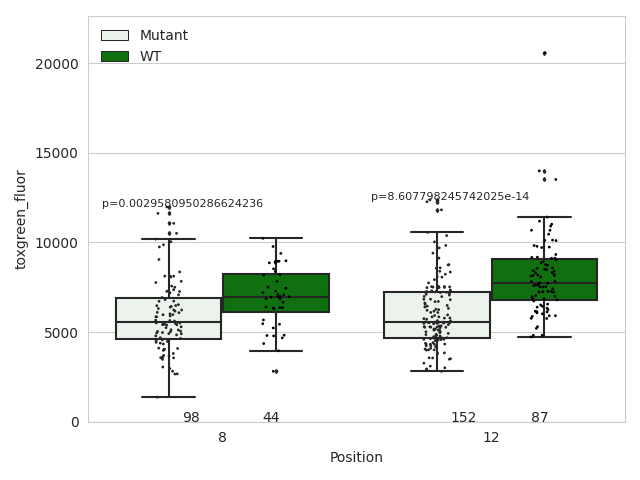 Mutant
WT
20000
15000
10000
5000
0
toxgreen_fluor
p=0.0029580950286624236
p=8.607798245742025e-14
98
44
152
87
8
12
Position